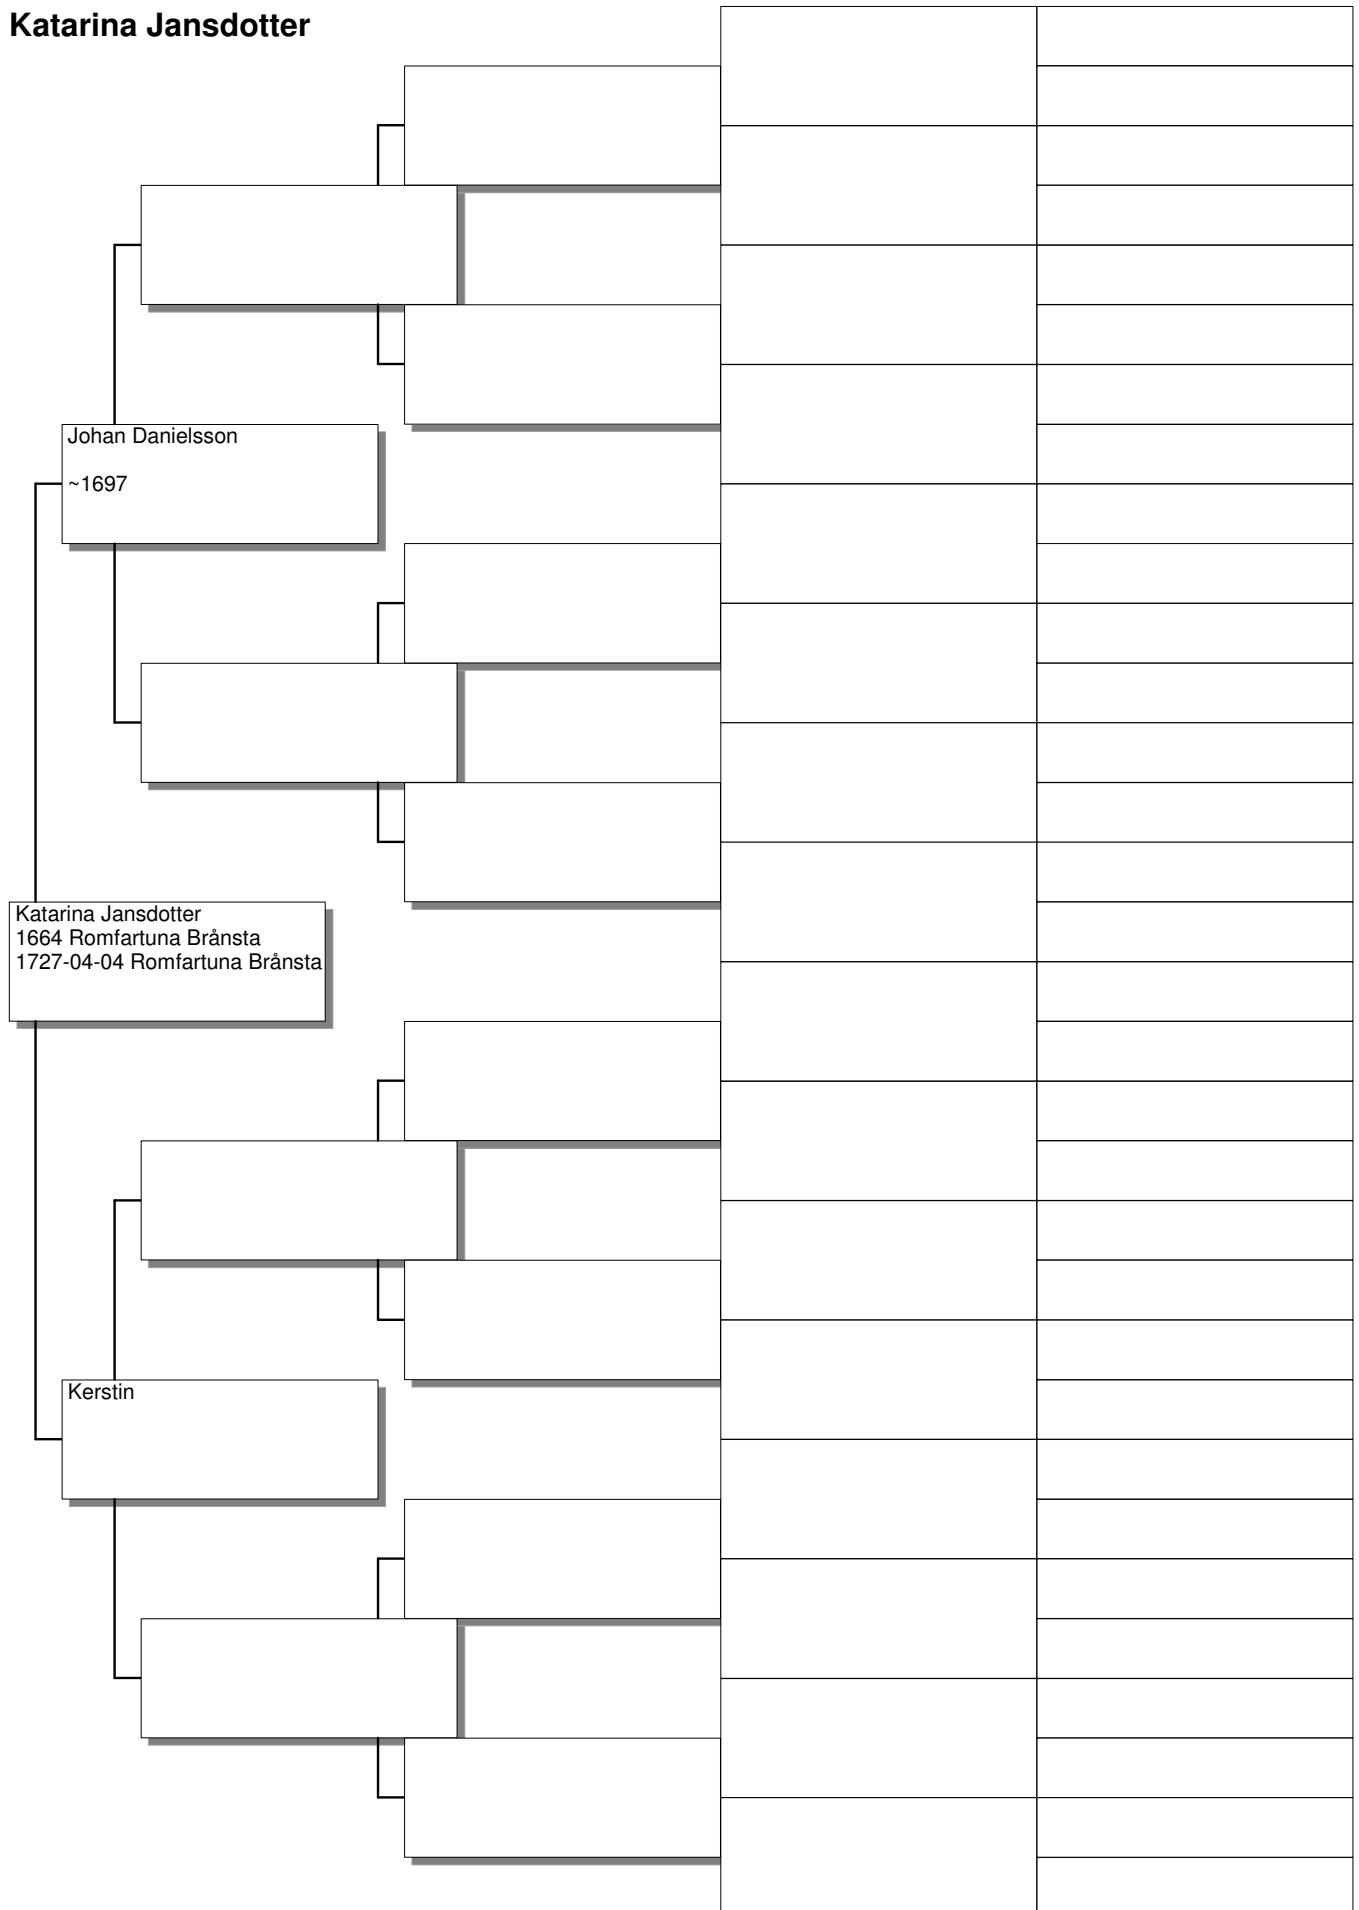 Katarina Jansdotter
Johan Danielsson
~1697
Katarina Jansdotter
1664 Romfartuna Brånsta
1727-04-04 Romfartuna Brånsta
Kerstin